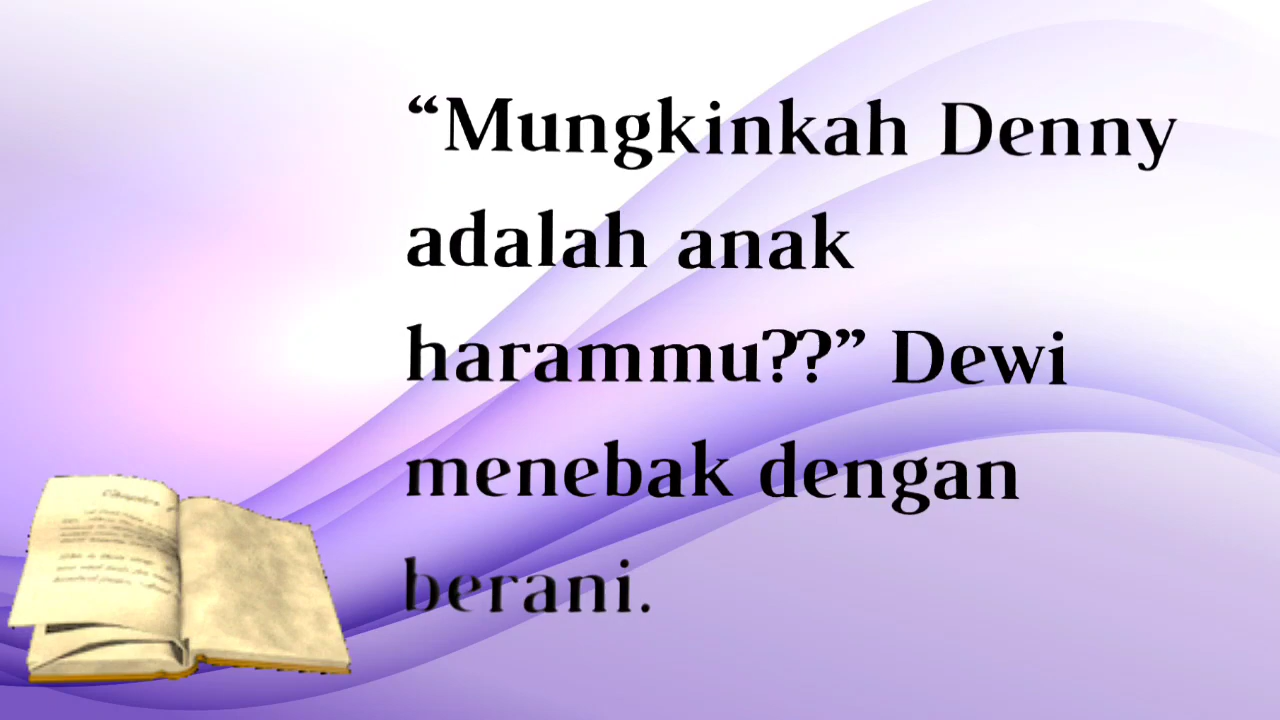 “Mungkinkah Denny
adalah anak
harammu??” Dewi
menebak dengan
berani.